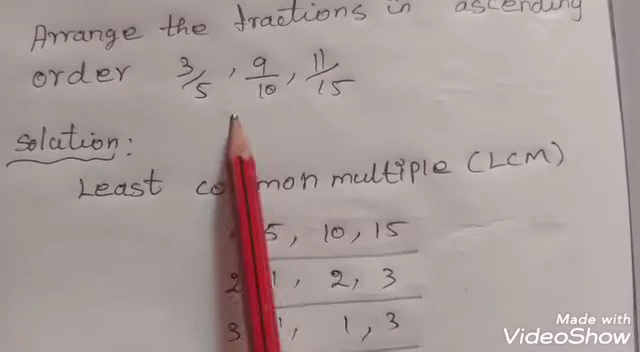 Arrange the fractions in ascending
order 3/5, 9/10, 11/15
Solution:
Least common multiple (LCM)
5, 10, 15
2 1, 2, 3
3 1, 1, 3
Made with
VideoShow